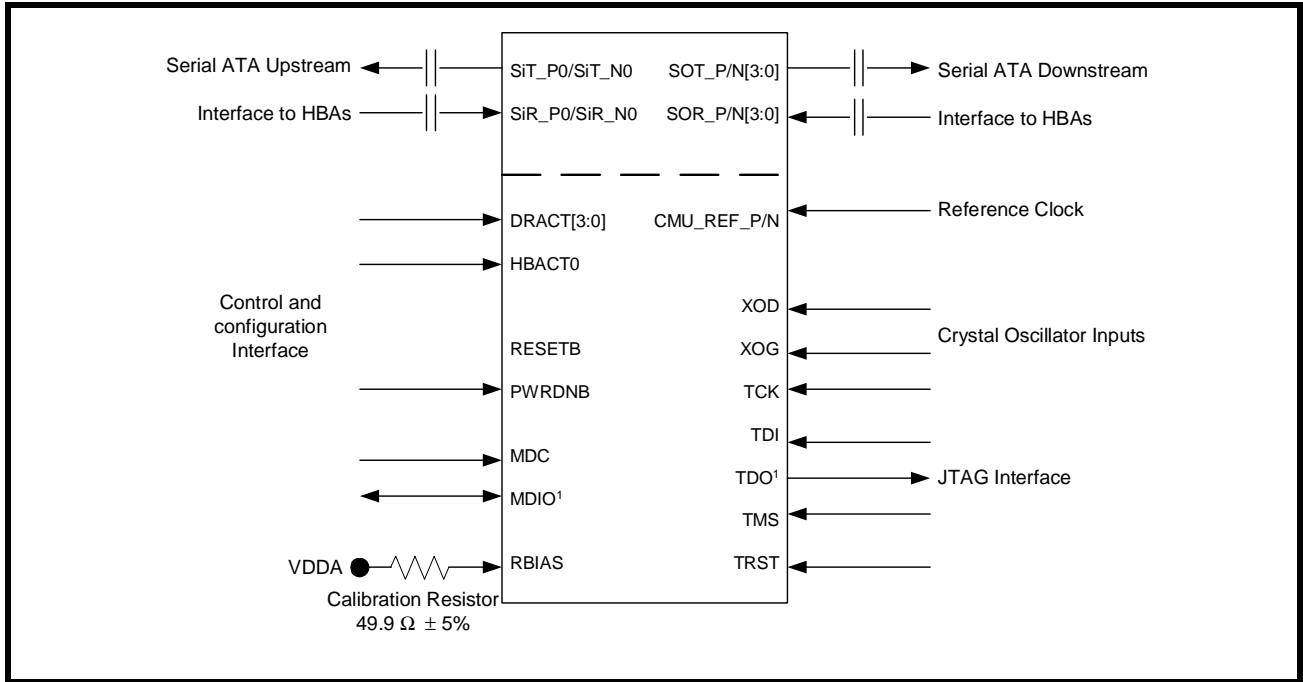 Serial ATA Upstream
SiT_P0/SiT_N0
SOT_P/N[3:0]
Serial ATA Downstream
Interface to HBAs
SiR_P0/SiR_N0
SOR_P/N[3:0]
Interface to HBAs
DRACT[3:0]
CMU_REF_P/N
Reference Clock
HBACT0
Control and
configuration
Interface
XOD
Crystal Oscillator Inputs
RESETB
XOG
PWRDNB
TCK
TDI
MDC
TDO¹
JTAG Interface
MDIO¹
TMS
VDDA
RBIAS
TRST
Calibration Resistor
49.9 Ω ± 5%